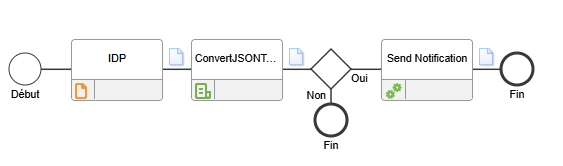 IDP
ConvertJSONT...
Send Notification
Début
Oui
Fin
Non
Fin